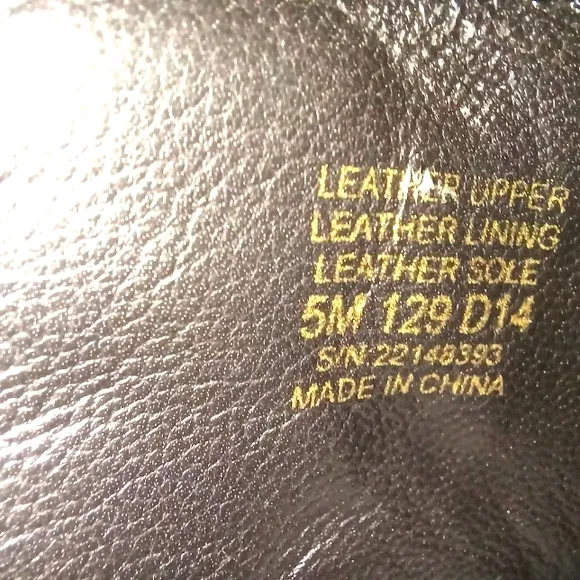 LEATHER UPPER
LEATHER LINING
LEATHER SOLE
5M 129 D14
S/N:22148393
MADE IN CHINA